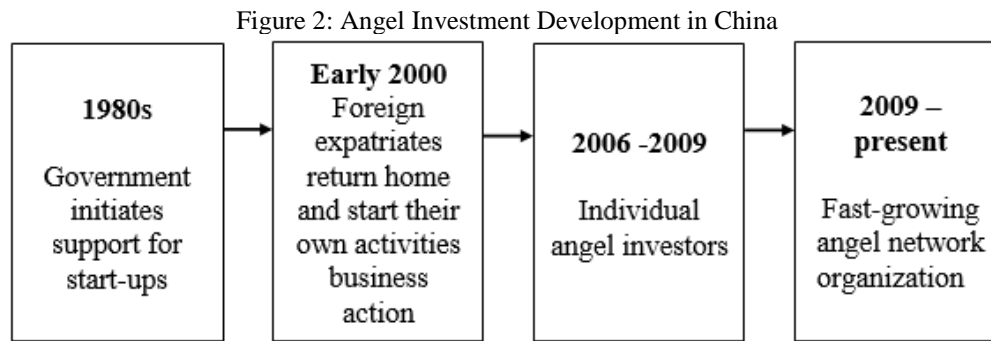 Figure 2: Angel Investment Development in China
1980s
Government
initiates
support for
start-ups
Early 2000
Foreign
expatriates
return home
and start their
own activities
business
action
2006 -2009
Individual
angel investors
2009 –
present
Fast-growing
angel network
organization